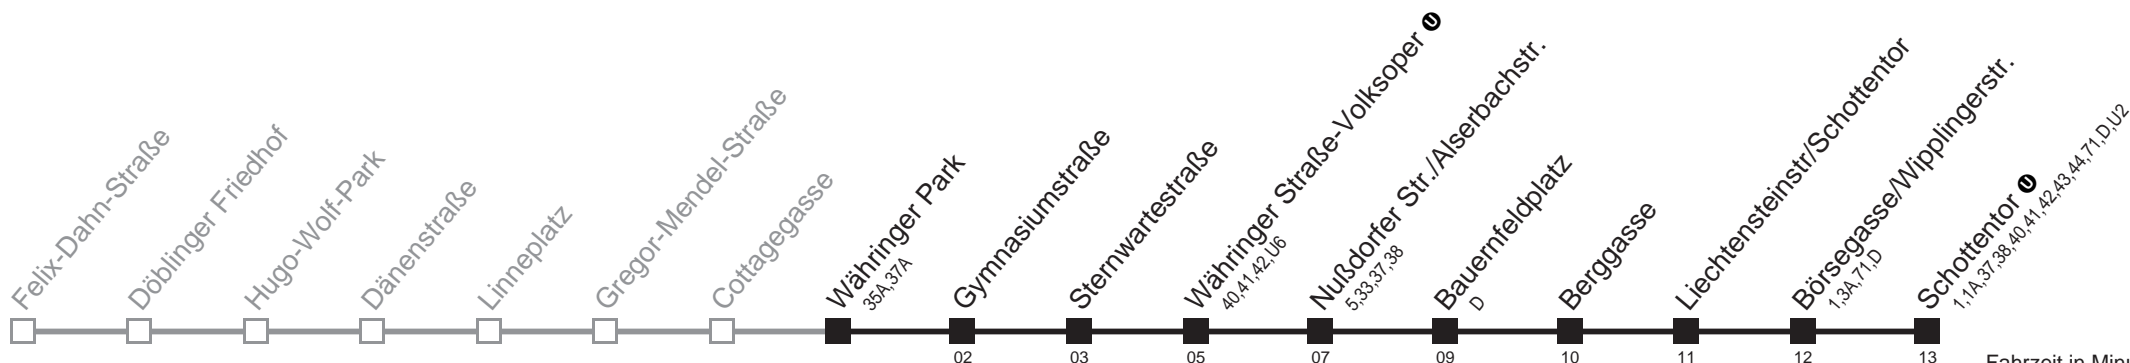 Felix-Dahn-Straße
Döblinger Friedhof
Hugo-Wolf-Park
Dänenstraße
Linneplatz
Gregor-Mendel-Straße
Cottagegasse
Währinger Park
35A,37A
Gymnasiumstraße
Sternwartestraße
Währinger Straße-Volksoper U
40,41,42,U6
Nußdorfer Str./Alserbachstr.
5,33,37,38
Bauernfeldplatz
D
Berggasse
Liechtensteinstr/Schottentor
Börsegasse/Wipplingerstr.
1,3A,71,D
Schottentor U
1,1A,37,38,40,41,42,43,44,71,D,U2
02 03 05 07 09 10 11 12 13
Fahrzeit in